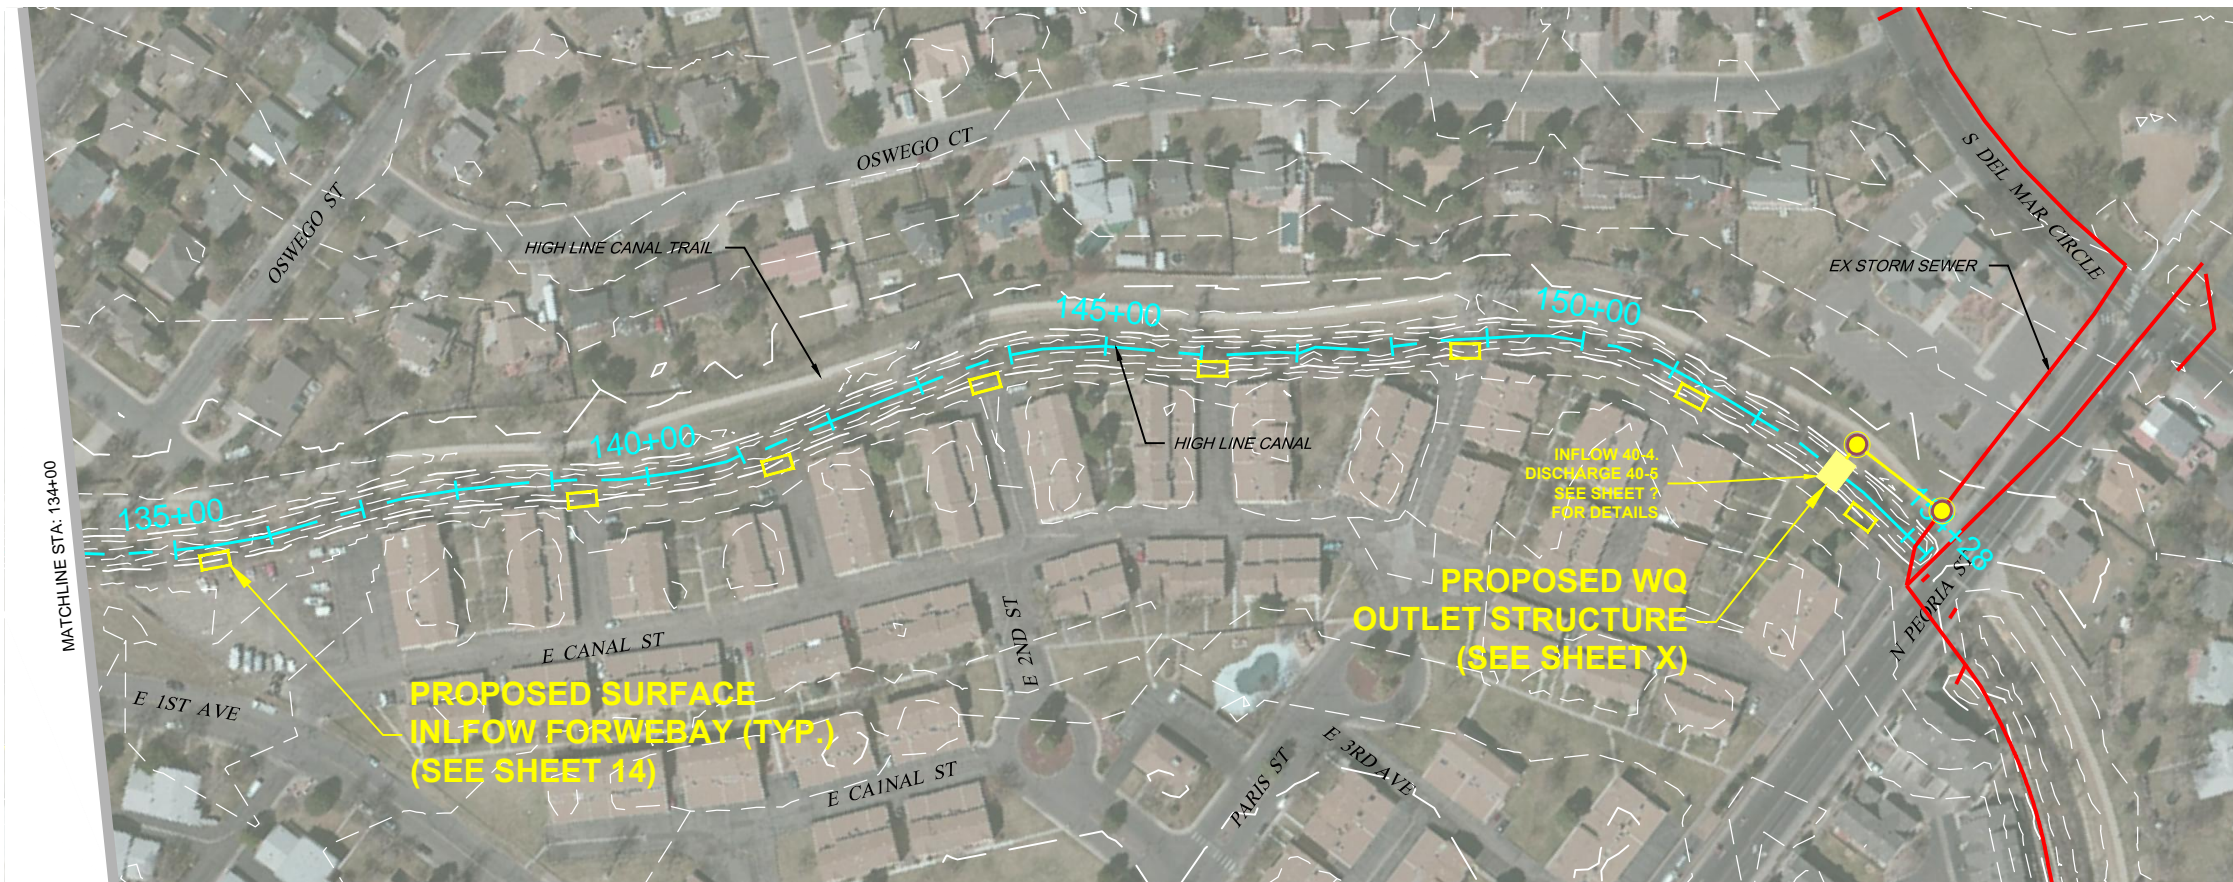 OSWEGO CT
S DEL MAR CIRCLE
OSWEGO ST
HIGH LINE CANAL TRAIL
EX STORM SEWER
145+00
150+00
140+00
HIGH LINE CANAL
135+00
MATCHLINE STA: 134+00
INFLOW 40-4.
DISCHARGE 40-5
SEE SHEET ?
FOR DETAILS
+28
PROPOSED WQ
OUTLET STRUCTURE
(SEE SHEET X)
N PEORIA ST
E 2ND ST
E CANAL ST
PROPOSED SURFACE
INLFOW FORWEBAY (TYP.)
(SEE SHEET 14)
E 1ST AVE
E CA1NAL ST
PARIS ST
E 3RD AVE